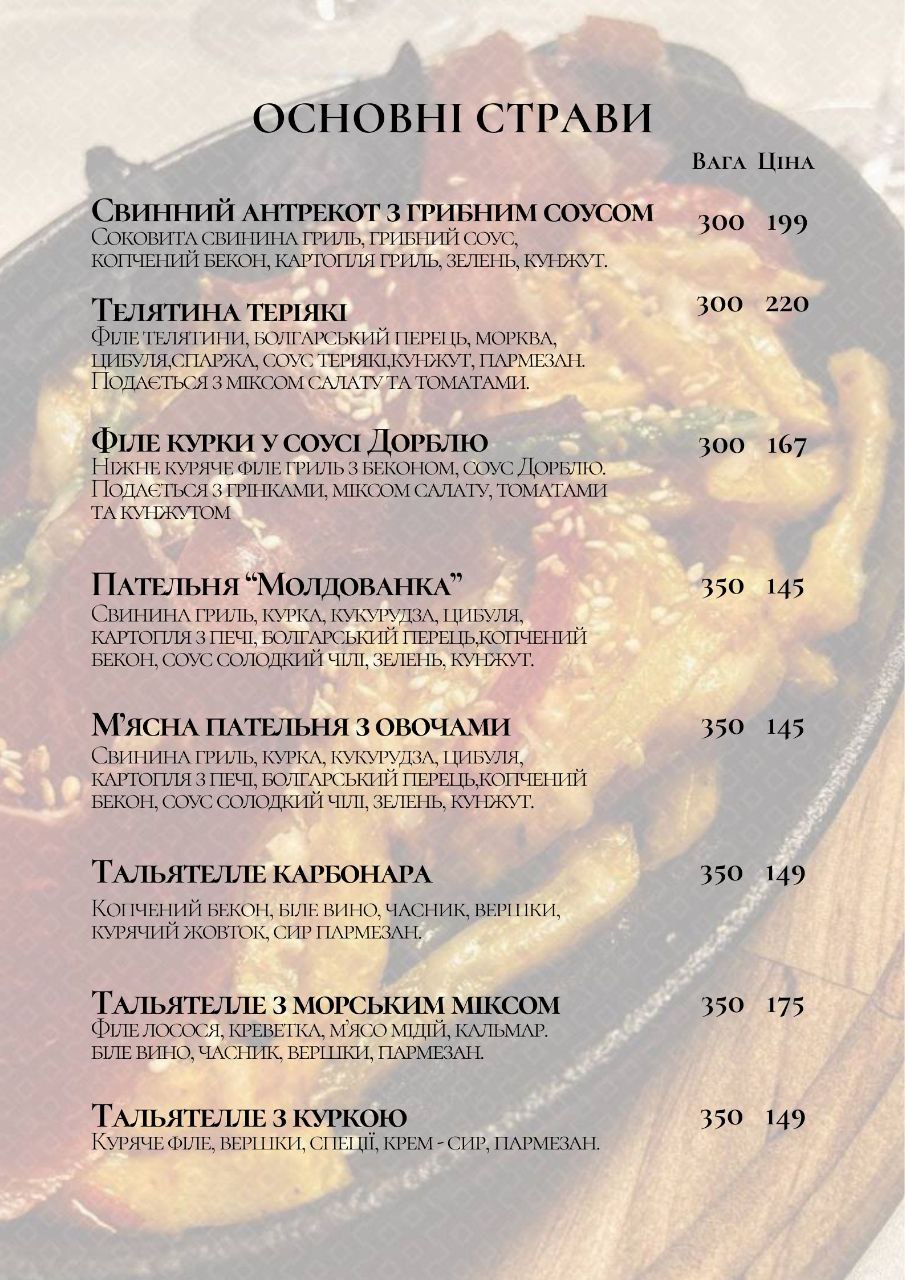 ОСНОВНІ СТРАВИ
Вага Ціна
Свинний антрекот з грибним соусом 300 199
Соковита свинина гриль, грибний соус,
копчений бекон, картопля гриль, зелень, кунжут.
Телятина теріякі 300 220
Філе телятини, болгарський перець, морква,
цибуля,спаржа, соус теріякі,кунжут, пармезан.
Подається з міксом салату та томатами.
Філе курки у соусі Дорблю 300 167
Ніжне куряче філе гриль з беконом, соус Дорблю.
Подається з грінками, міксом салату, томатами
та кунжутом
Пательня “Молдованка” 350 145
Свинина гриль, курка, кукурудза, цибуля,
картопля з печі, болгарський перець,копчений
бекон, соус солодкий чілі, зелень, кунжут.
М’ясна пательня з овочами 350 145
Свинина гриль, курка, кукурудза, цибуля,
картопля з печі, болгарський перець,копчений
бекон, соус солодкий чілі, зелень, кунжут.
Тальятелле карбонара 350 149
Копчений бекон, біле вино, часник, вершки,
курячий жовток, сир пармезан.
Тальятелле з морським міксом 350 175
Філе лосося, креветка, м’ясо мідій, кальмар.
біле вино, часник, вершки, пармезан.
Тальятелле з куркою 350 149
Куряче філе, вершки, спеції, крем - сир, пармезан.